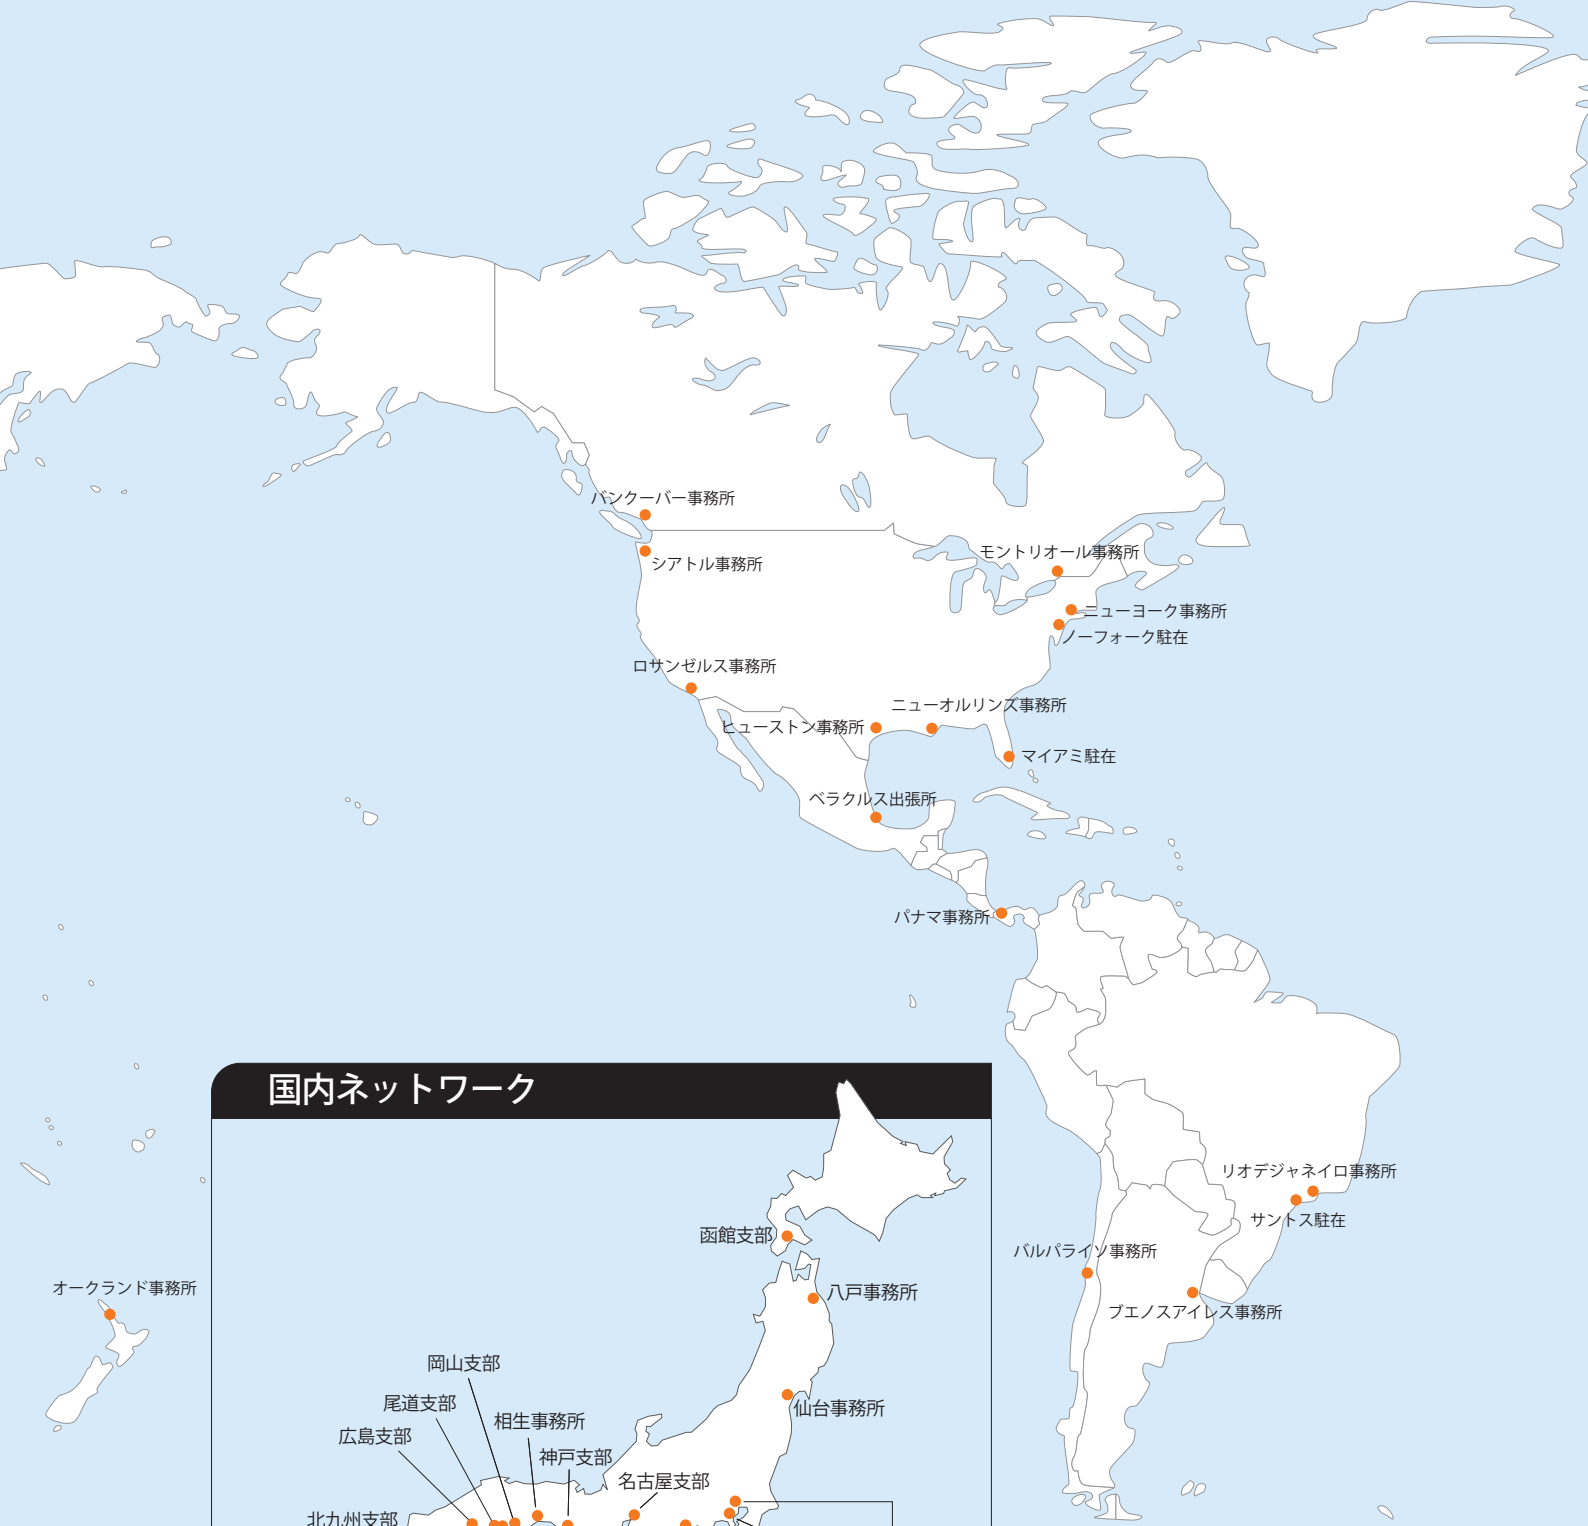 バンクーバー事務所
シアトル事務所
モントリオール事務所
ニューヨーク事務所
ノーフォーク駐在
ロサンゼルス事務所
ニューオルリンズ事務所
ヒューストン事務所
マイアミ駐在
ベラクルス出張所
パナマ事務所
リオデジャネイロ事務所
サントス駐在
バルパライソ事務所
ブエノスアイレス事務所
オークランド事務所
国内ネットワーク
函館支部
八戸事務所
仙台事務所
岡山支部
尾道支部
相生事務所
広島支部
神戸支部
名古屋支部
北九州支部